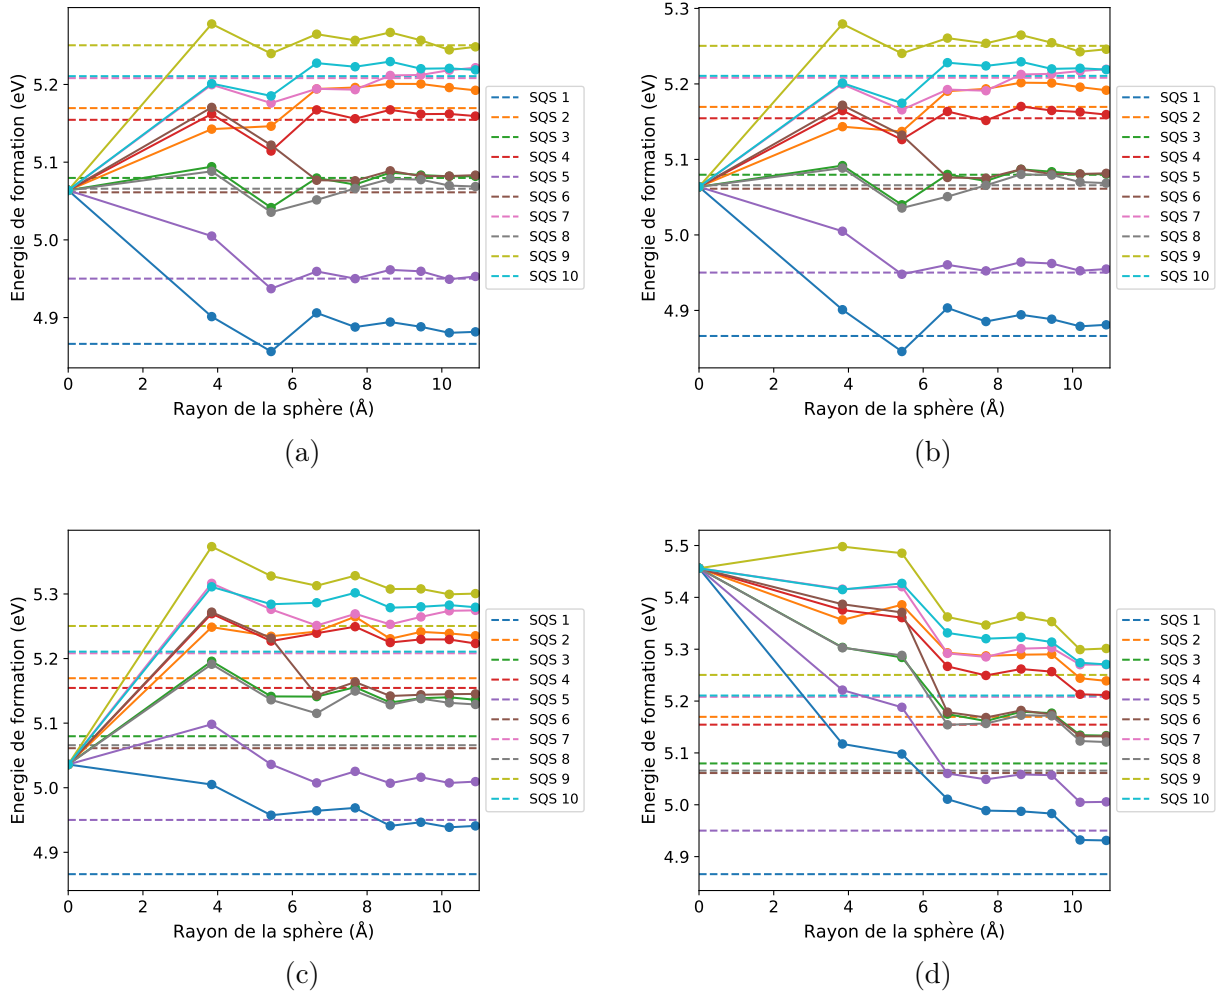 5.2
5.1
5.0
4.9
Energie de formation (eV)
0 2 4 6 8 10
Rayon de la sphère (Å)
SQS 1
SQS 2
SQS 3
SQS 4
SQS 5
SQS 6
SQS 7
SQS 8
SQS 9
SQS 10
(a)
5.3
5.2
5.1
5.0
4.9
Energie de formation (eV)
0 2 4 6 8 10
Rayon de la sphère (Å)
SQS 1
SQS 2
SQS 3
SQS 4
SQS 5
SQS 6
SQS 7
SQS 8
SQS 9
SQS 10
(b)
5.3
5.2
5.1
5.0
4.9
Energie de formation (eV)
0 2 4 6 8 10
Rayon de la sphère (Å)
SQS 1
SQS 2
SQS 3
SQS 4
SQS 5
SQS 6
SQS 7
SQS 8
SQS 9
SQS 10
(c)
5.5
5.4
5.3
5.2
5.1
5.0
4.9
Energie de formation (eV)
0 2 4 6 8 10
Rayon de la sphère (Å)
SQS 1
SQS 2
SQS 3
SQS 4
SQS 5
SQS 6
SQS 7
SQS 8
SQS 9
SQS 10
(d)